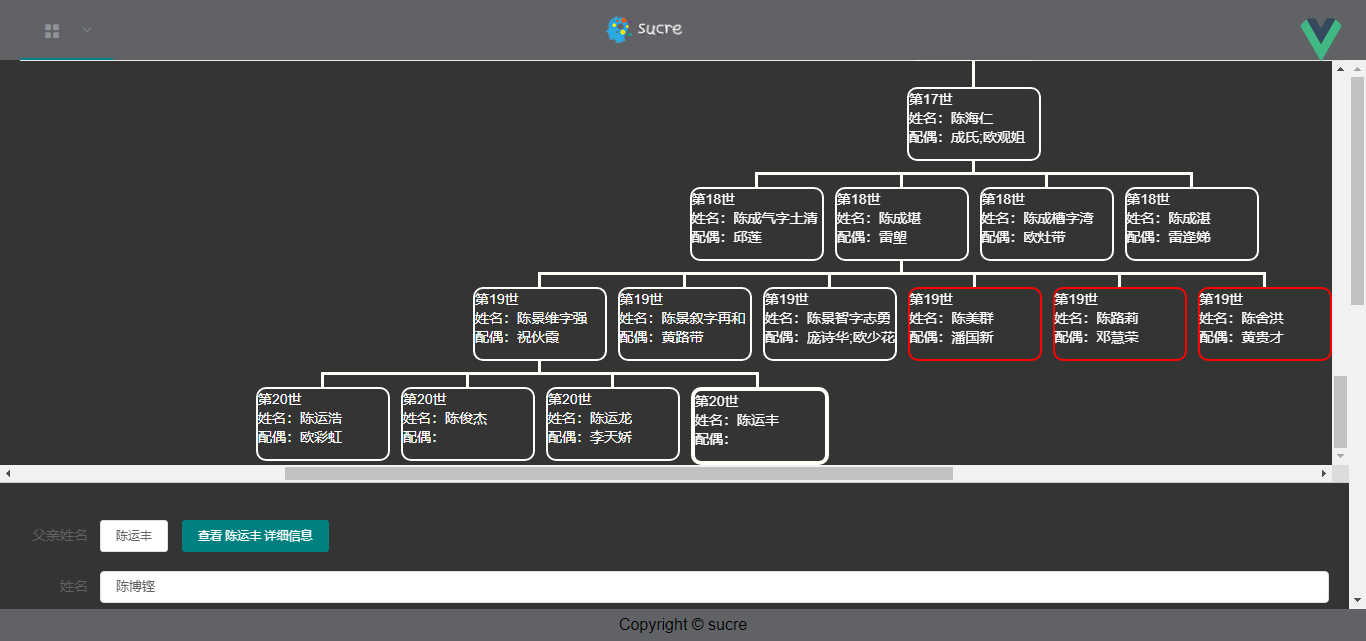 sucre
第17世
姓名：陈海仁
配偶：成氏;欧观姐
第18世
姓名：陈成气字土清
配偶：邱莲
第18世
姓名：陈成堪
配偶：雷塱
第18世
姓名：陈成槽字湾
配偶：欧灶带
第18世
姓名：陈成湛
配偶：雷逢娣
第19世
姓名：陈景维字强
配偶：祝伙霞
第19世
姓名：陈景叙字再和
配偶：黄路带
第19世
姓名：陈景智字志勇
配偶：庞诗华;欧少花
第19世
姓名：陈美群
配偶：潘国新
第19世
姓名：陈路莉
配偶：邓慧荣
第19世
姓名：陈舍洪
配偶：黄贵才
第20世
姓名：陈运浩
配偶：欧彩虹
第20世
姓名：陈俊杰
配偶：
第20世
姓名：陈运龙
配偶：李天娇
第20世
姓名：陈运丰
配偶：
父亲姓名
陈运丰
查看 陈运丰 详细信息
姓名
陈博铿
Copyright © sucre